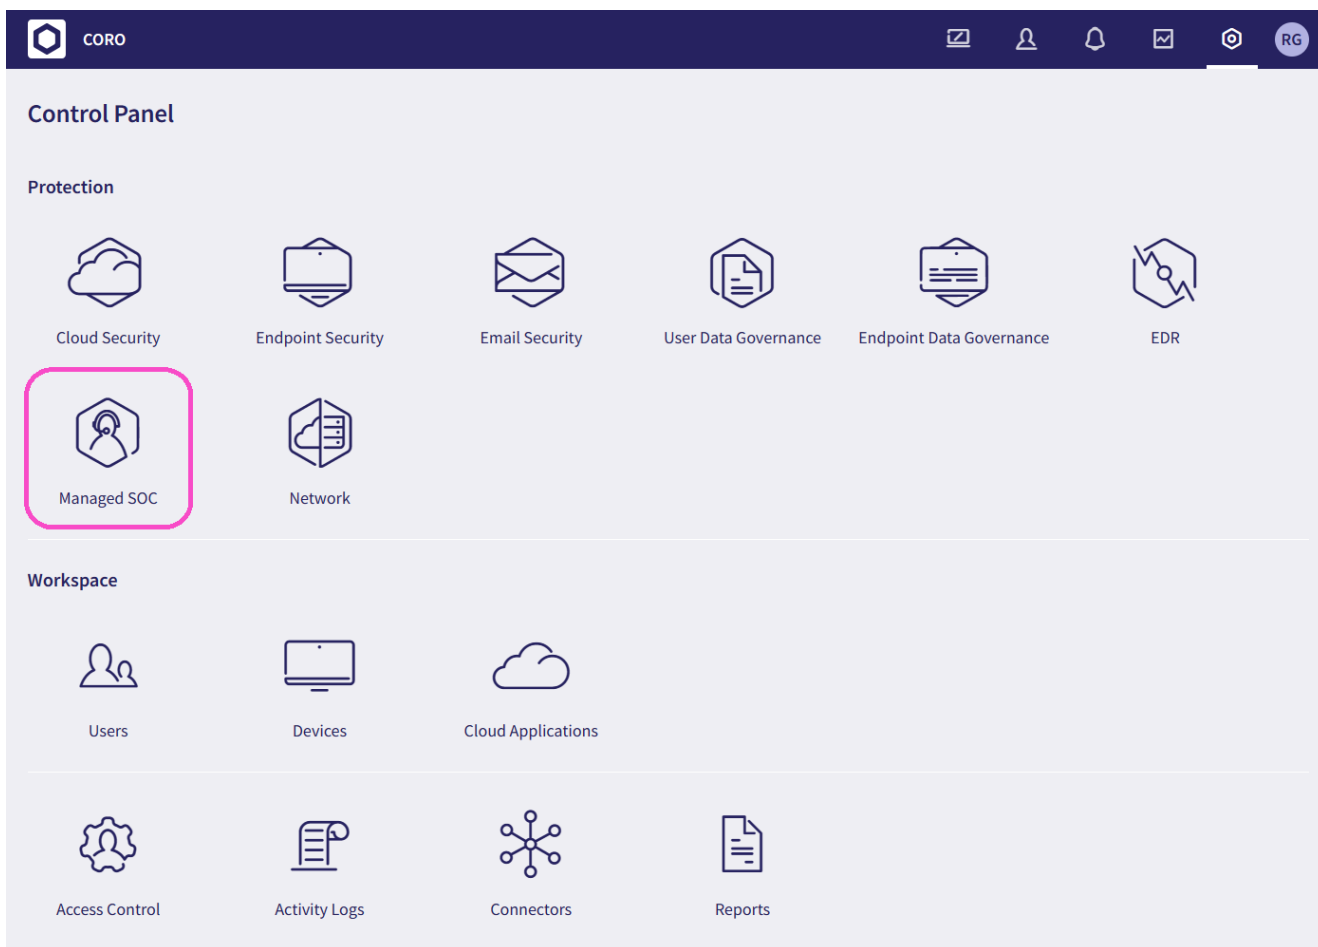 CORO
RG
Control Panel
Protection
Cloud Security
Endpoint Security
Email Security
User Data Governance
Endpoint Data Governance
EDR
Managed SOC
Network
Workspace
Users
Devices
Cloud Applications
Access Control
Activity Logs
Connectors
Reports